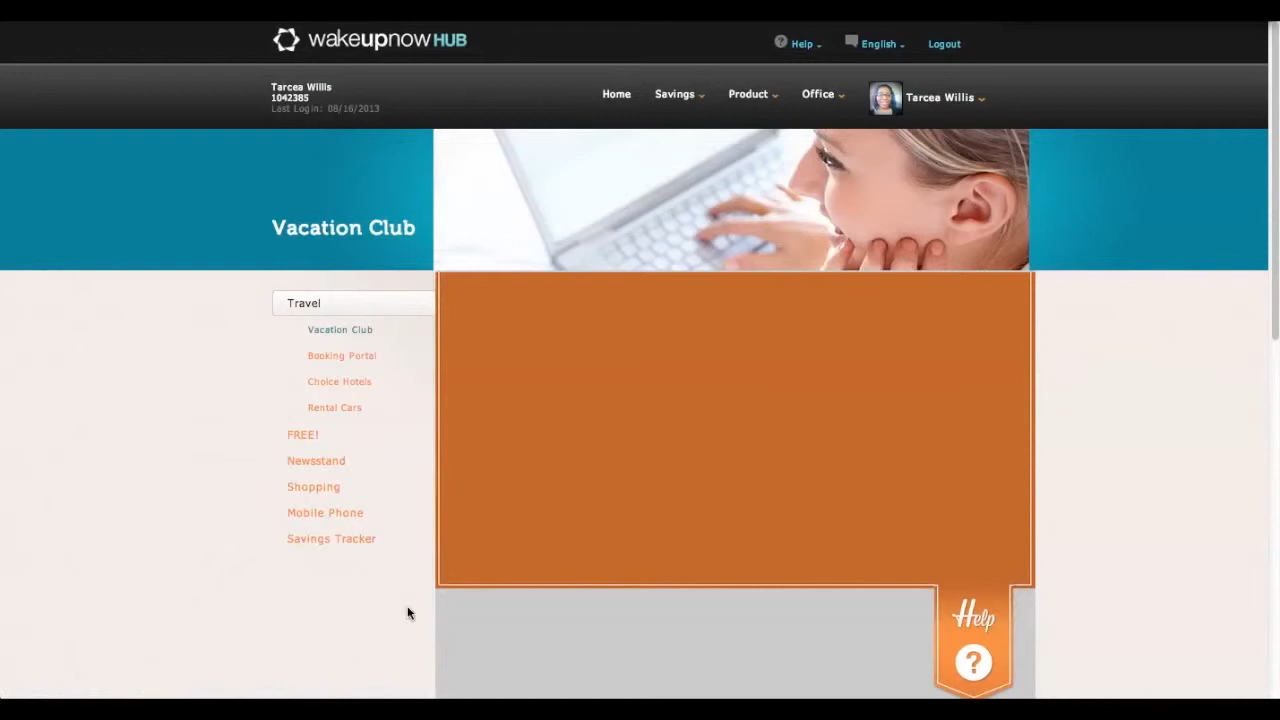 wakeupnow HUB
Help
English
Logout
Tarcea Willis
1042385
Last Login: 08/16/2013
Home
Savings
Product
Office
Tarcea Willis
Vacation Club
Travel
Vacation Club
Booking Portal
Choice Hotels
Rental Cars
FREE!
Newsstand
Shopping
Mobile Phone
Savings Tracker
Help
?